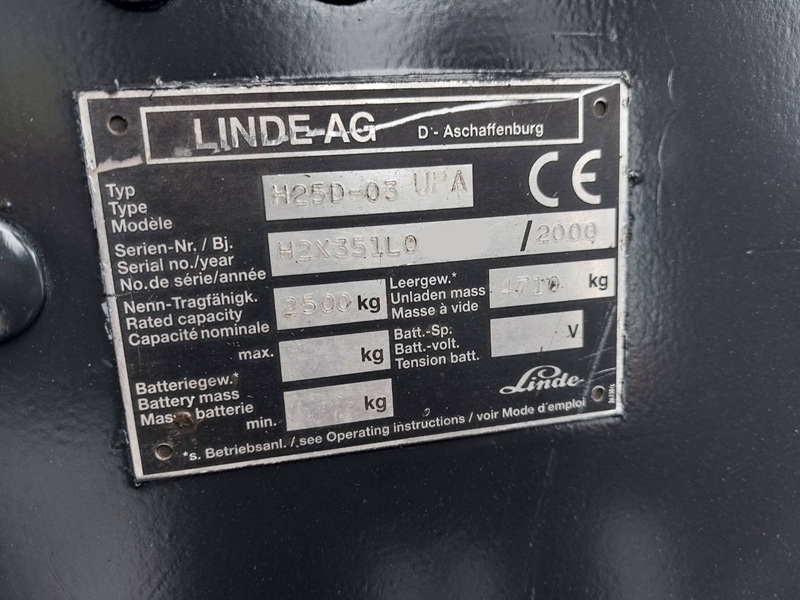 LINDE AG D - Aschaffenburg
Typ
Type
Modèle
H25D-03 UPA
CE
Serien-Nr. / Bj.
Serial no./year
No. de série/année
H2X351L0 / 2000
Nenn-Tragfähigk.
Rated capacity
Capacité nominale
2500 kg
Leergew.*
Unladen mass
Masse à vide
4710 kg
max. kg
Batt.-Sp.
Batt.-volt.
Tension batt.
V
Batteriegew.*
Battery mass
Masse batterie
min. kg
Linde
*s. Betriebsanl. / see Operating instructions / voir Mode d'emploi